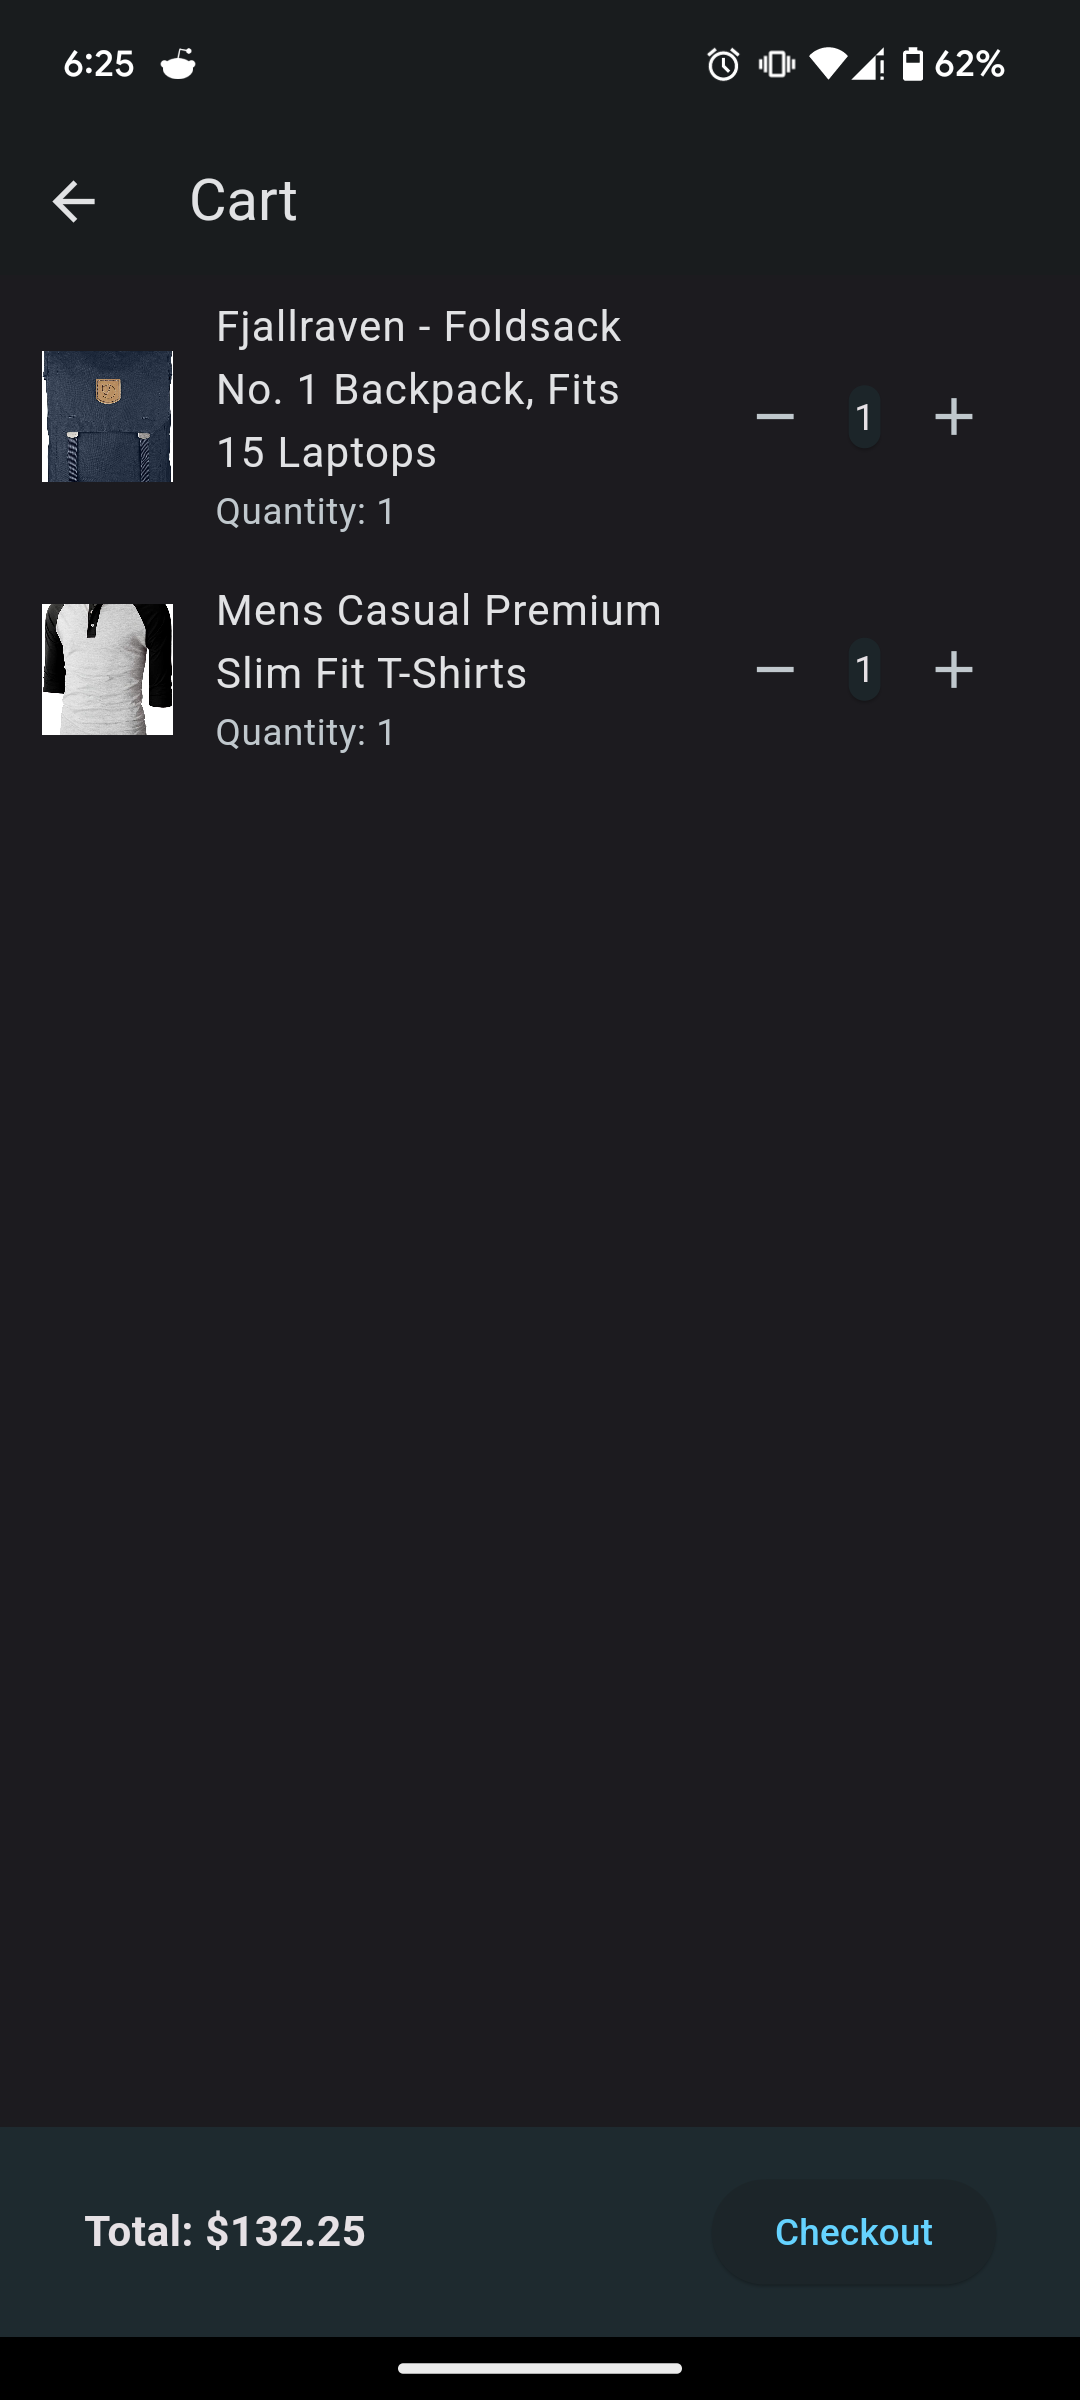 6:25 62%
Cart
Fjallraven - Foldsack
No. 1 Backpack, Fits
15 Laptops
Quantity: 1
1
Mens Casual Premium
Slim Fit T-Shirts
Quantity: 1
1
Total: $132.25
Checkout